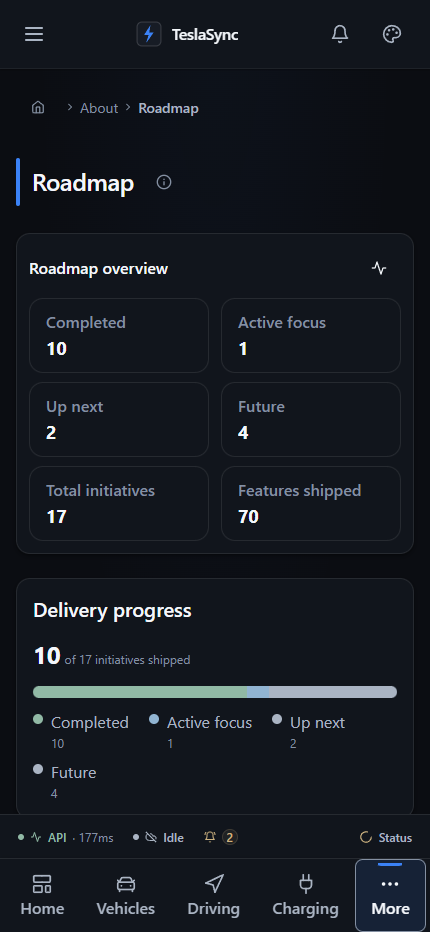 TeslaSync
About
Roadmap
Roadmap
Roadmap overview
Completed
10
Active focus
1
Up next
2
Future
4
Total initiatives
17
Features shipped
70
Delivery progress
10 of 17 initiatives shipped
Completed
10
Active focus
1
Up next
2
Future
4
API · 177ms
Idle
2
Status
Home
Vehicles
Driving
Charging
More